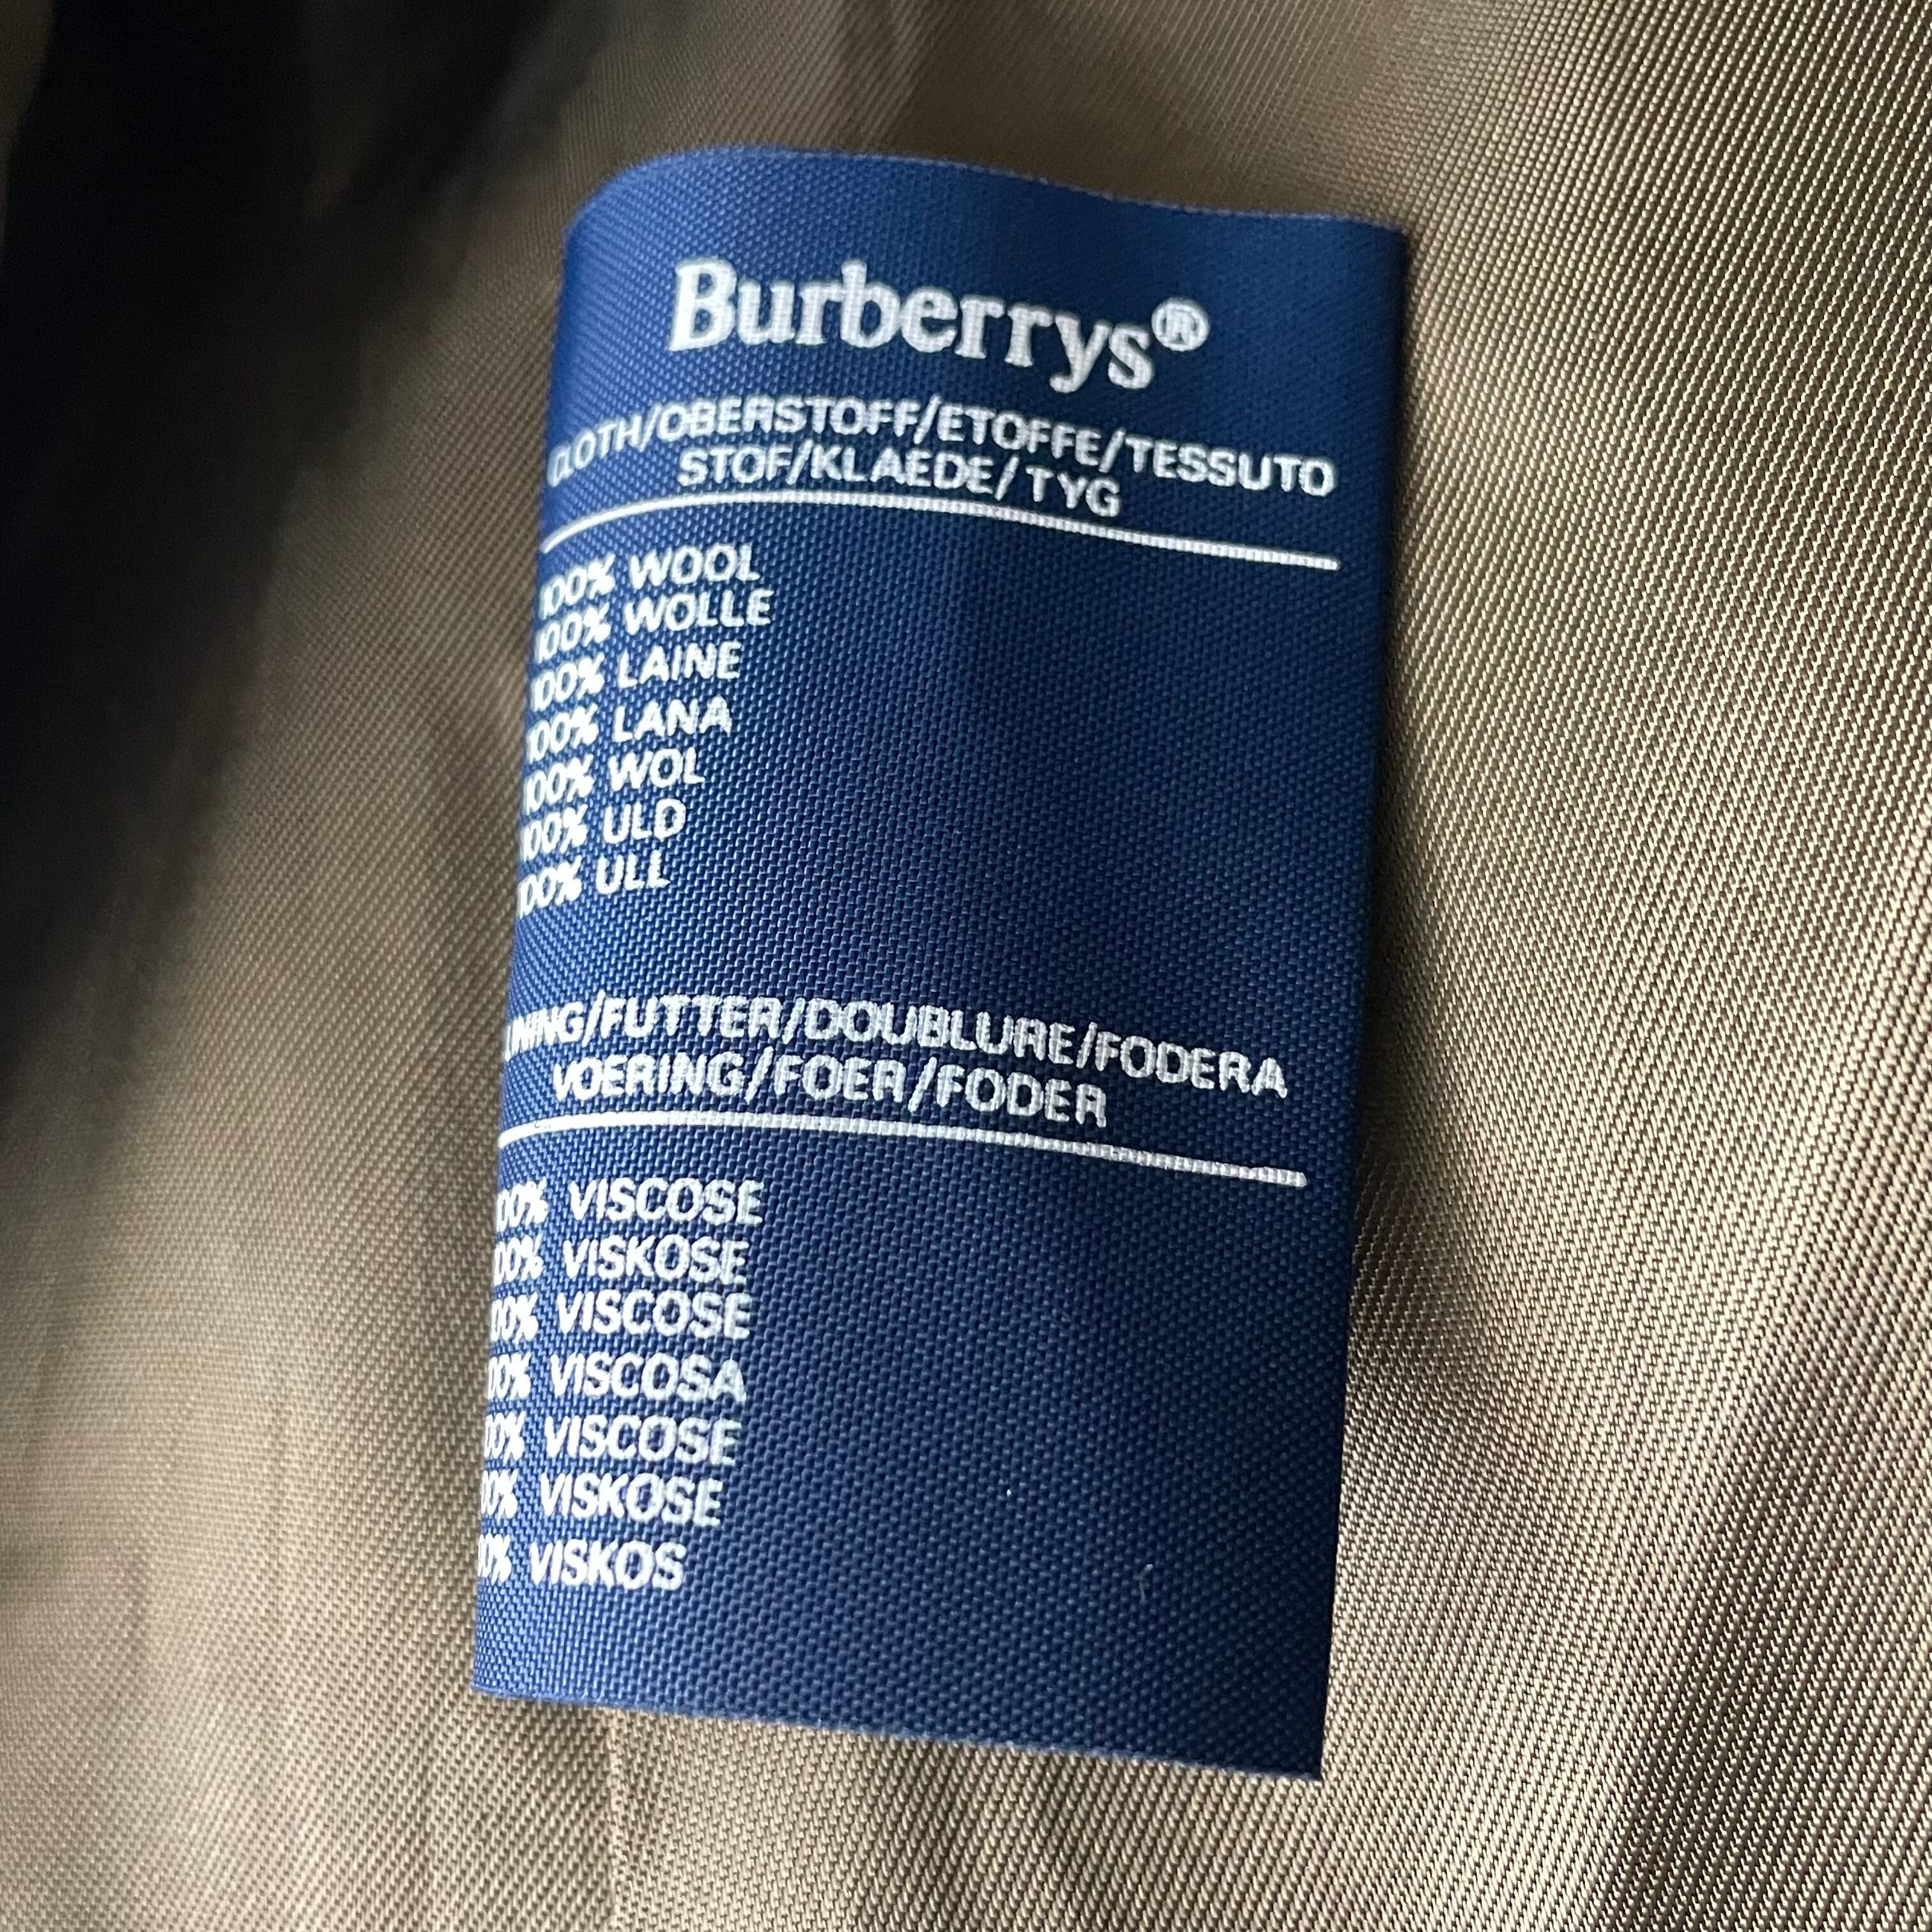 Burberrys®
CLOTH/OBERSTOFF/ETOFFE/TESSUTO
STOF/KLAEDE/TYG
100% WOOL
100% WOLLE
100% LAINE
100% LANA
100% WOL
100% ULD
100% ULL
LINING/FUTTER/DOUBLURE/FODERA
VOERING/FOER/FODER
100% VISCOSE
100% VISKOSE
100% VISCOSE
100% VISCOSA
100% VISCOSE
100% VISKOSE
100% VISKOS